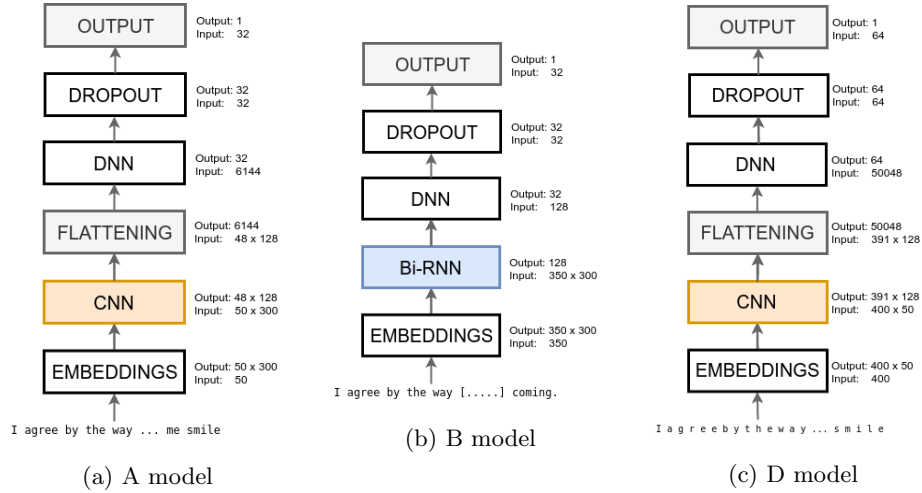 OUTPUT
Output: 1
Input: 32
DROPOUT
Output: 32
Input: 32
DNN
Output: 32
Input: 6144
FLATTENING
Output: 6144
Input: 48 x 128
CNN
Output: 48 x 128
Input: 50 x 300
EMBEDDINGS
Output: 50 x 300
Input: 50
I agree by the way ... me smile
(a) A model
OUTPUT
Output: 1
Input: 32
DROPOUT
Output: 32
Input: 32
DNN
Output: 32
Input: 128
Bi-RNN
Output: 128
Input: 350 x 300
EMBEDDINGS
Output: 350 x 300
Input: 350
I agree by the way [.....] coming.
(b) B model
OUTPUT
Output: 1
Input: 64
DROPOUT
Output: 64
Input: 64
DNN
Output: 64
Input: 50048
FLATTENING
Output: 50048
Input: 391 x 128
CNN
Output: 391 x 128
Input: 400 x 50
EMBEDDINGS
Output: 400 x 50
Input: 400
I a g r e e b y t h e w a y ... s m i l e
(c) D model